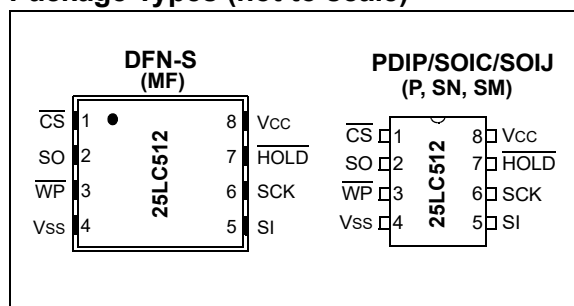 Package Types (not to scale)
DFN-S
(MF)
CS 1 8 VCC
SO 2 7 HOLD
WP 3 6 SCK
VSS 4 5 SI
25LC512
PDIP/SOIC/SOIJ
(P, SN, SM)
CS 1 8 VCC
SO 2 7 HOLD
WP 3 6 SCK
VSS 4 5 SI
25LC512